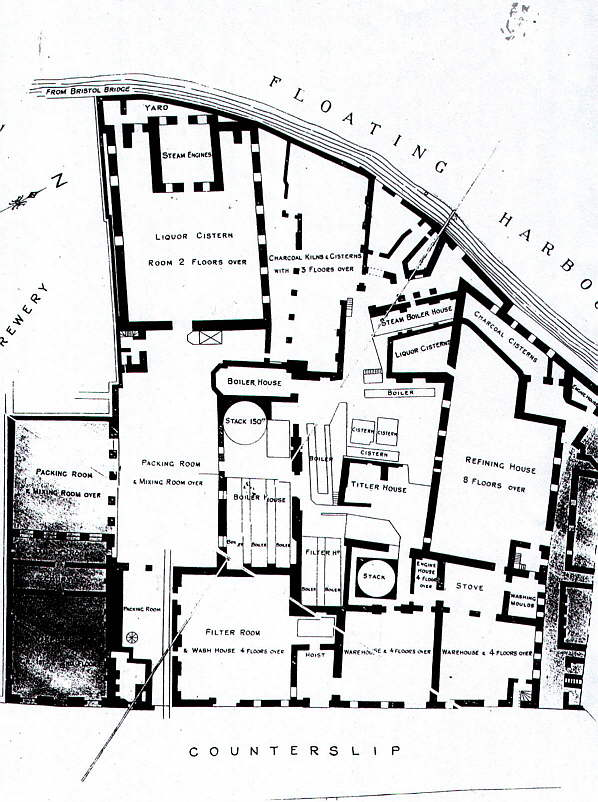 FLOATING HARBO
FROM BRISTOL BRIDGE
YARD
STEAM ENGINES
N
REWERY
LIQUOR CISTERN
ROOM 2 FLOORS OVER
CHARCOAL KILNS & CISTERNS
WITH 3 FLOORS OVER
STEAM BOILER HOUSE
LIQUOR CISTERNS
CHARCOAL CISTERNS
ENGINE HOUSE
BOILER HOUSE
BOILER
STACK 150'
CISTERN
CISTERN
CISTERN
BOILER
TITLER HOUSE
REFINING HOUSE
8 FLOORS OVER
PACKING ROOM
& MIXING ROOM OVER
PACKING ROOM
& MIXING ROOM OVER
BOILER HOUSE
BOILER
BOILER
BOILER
FILTER HO
BOILER
BOILER
STACK
ENGINE
HOUSE
4 FLOORS
OVER
STOVE
WASHING
MOULDS
PACKING ROOM
FILTER ROOM
& WASH HOUSE 4 FLOORS OVER
HOIST
WAREHOUSE & 4 FLOORS OVER
WAREHOUSE & 4 FLOORS OVER
COUNTERSLIP